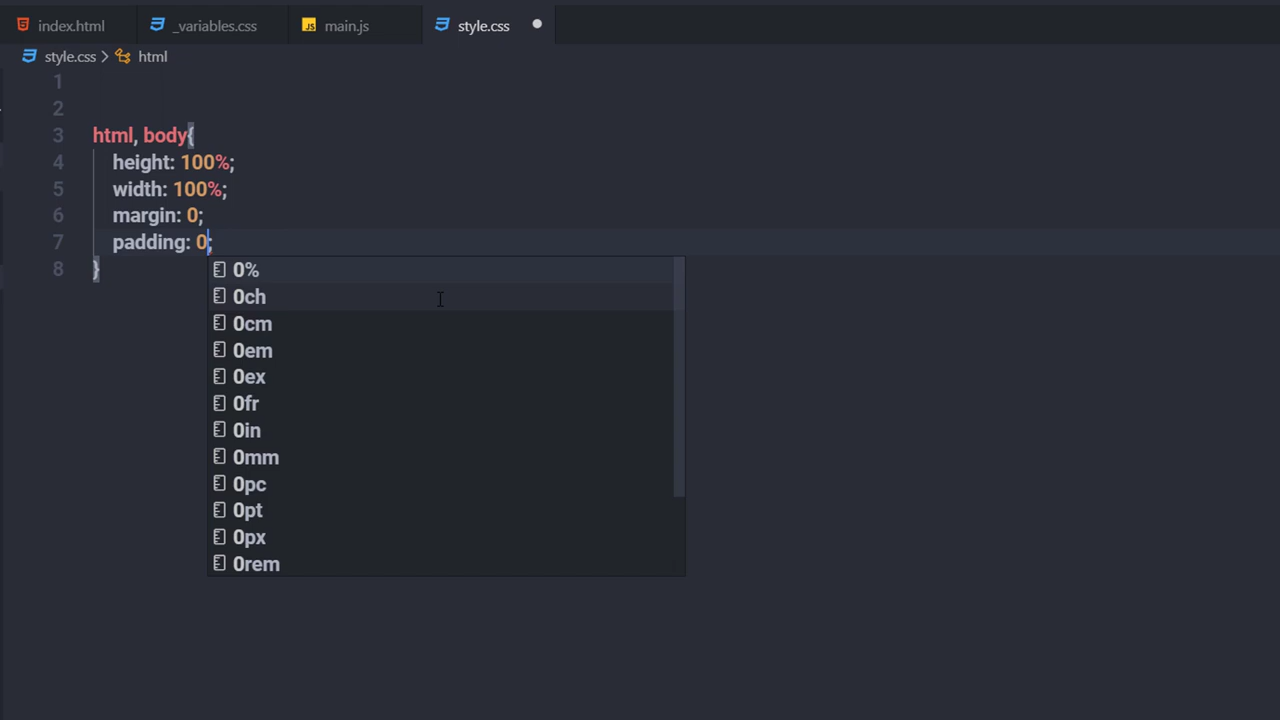 index.html _variables.css JS main.js style.css
style.css html
1
2
3 html, body{
4 height: 100%;
5 width: 100%;
6 margin: 0;
7 padding: 0;
8 }
0%
0ch
0cm
0em
0ex
0fr
0in
0mm
0pc
0pt
0px
0rem